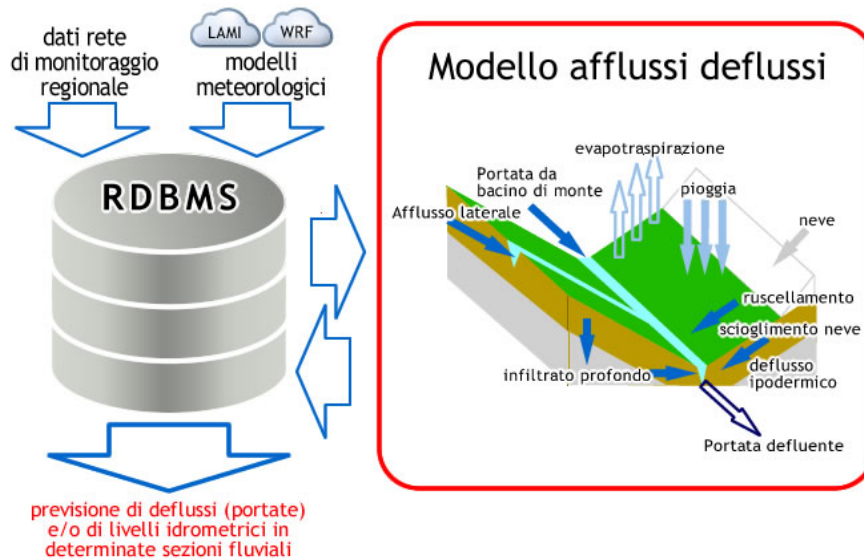 dati rete
di monitoraggio
regionale
LAMI
WRF
modelli
meteorologici
RDBMS
previsione di deflussi (portate)
e/o di livelli idrometrici in
determinate sezioni fluviali
Modello afflussi deflussi
evapotraspirazione
Portata da
bacino di monte
pioggia
Afflusso laterale
neve
ruscellamento
scioglimento neve
deflusso
ipodermico
infiltrato profondo
Portata defluente